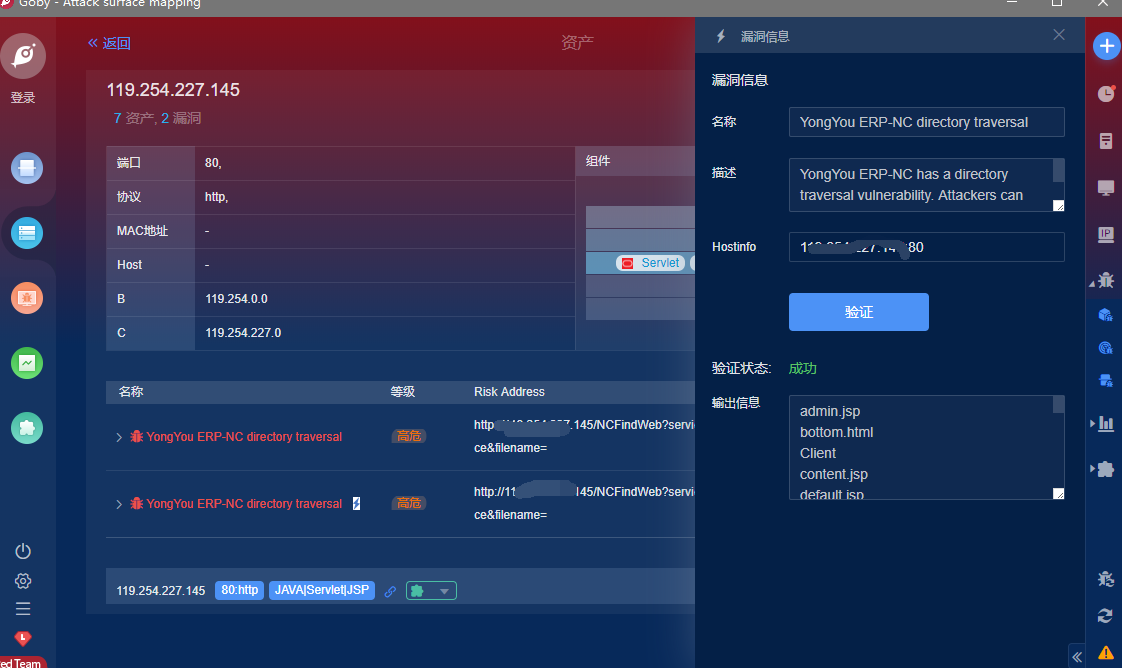 Goby - Attack surface mapping
登录
返回
资产
119.254.227.145
7 资产, 2 漏洞
端口 80,
协议 http,
MAC地址 -
Host -
B 119.254.0.0
C 119.254.227.0
组件
Servlet
名称 等级 Risk Address
YongYou ERP-NC directory traversal 高危
http 145/NCFindWeb?servi
ce&filename=
YongYou ERP-NC directory traversal 高危
http://11 145/NCFindWeb?servi
ce&filename=
119.254.227.145 80:http JAVA|Servlet|JSP
漏洞信息
漏洞信息
名称 YongYou ERP-NC directory traversal
描述
YongYou ERP-NC has a directory
traversal vulnerability. Attackers can
Hostinfo :80
验证
验证状态: 成功
输出信息
admin.jsp
bottom.html
Client
content.jsp
default.jsp
IP
ed Team